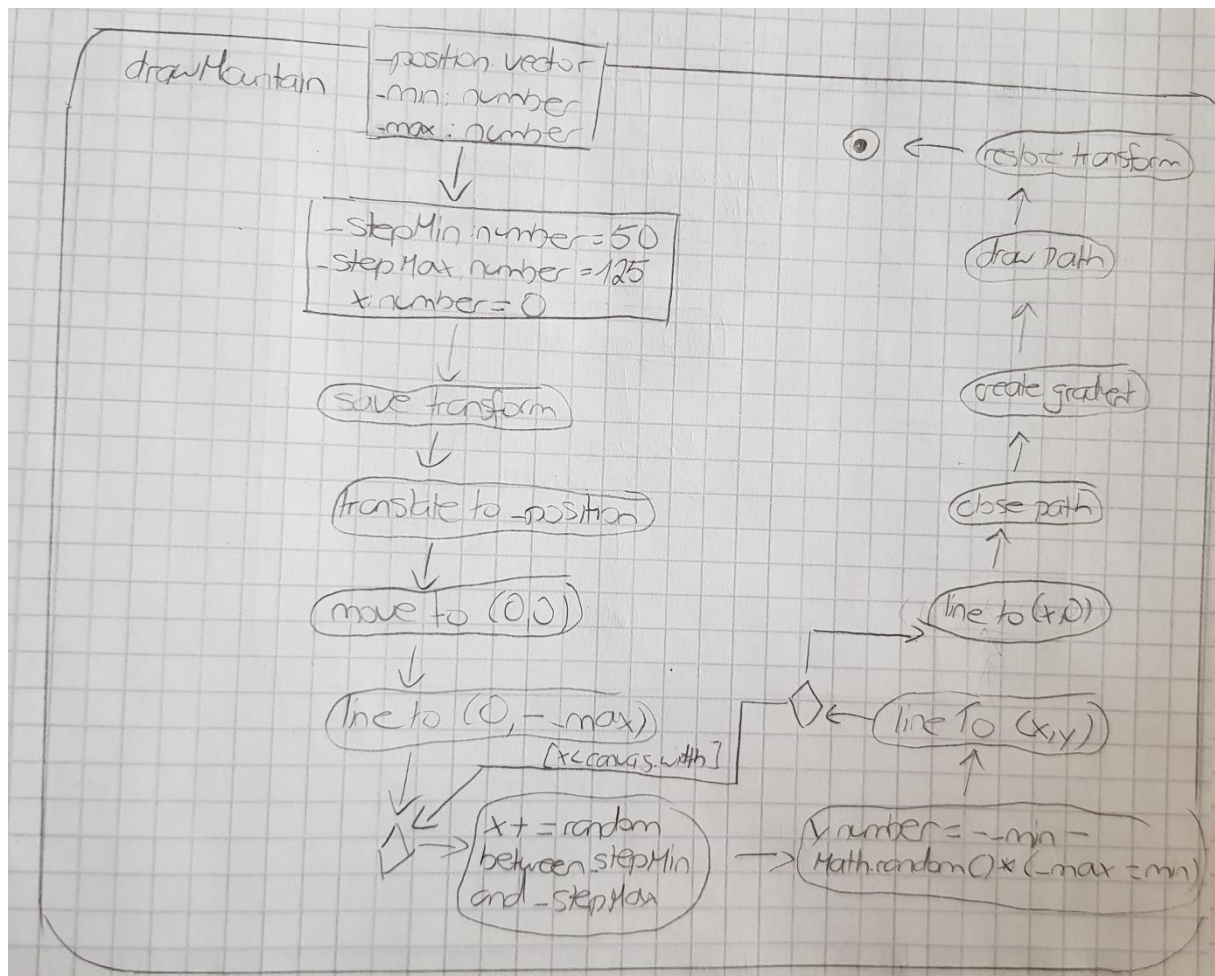 drawMountain
_position: vector
_min: number
_max: number
_stepMin: number = 50
_stepMax: number = 125
x: number = 0
save transform
translate to _position
move to (0,0)
line to (0, -_max)
[x<canvas.with]
x += random
between _stepMin
and _stepMax
y number = -_min -
Math.random() * (_max - _min)
line To (x,y)
line to (x,0)
close path
create gradient
draw path
restore transform